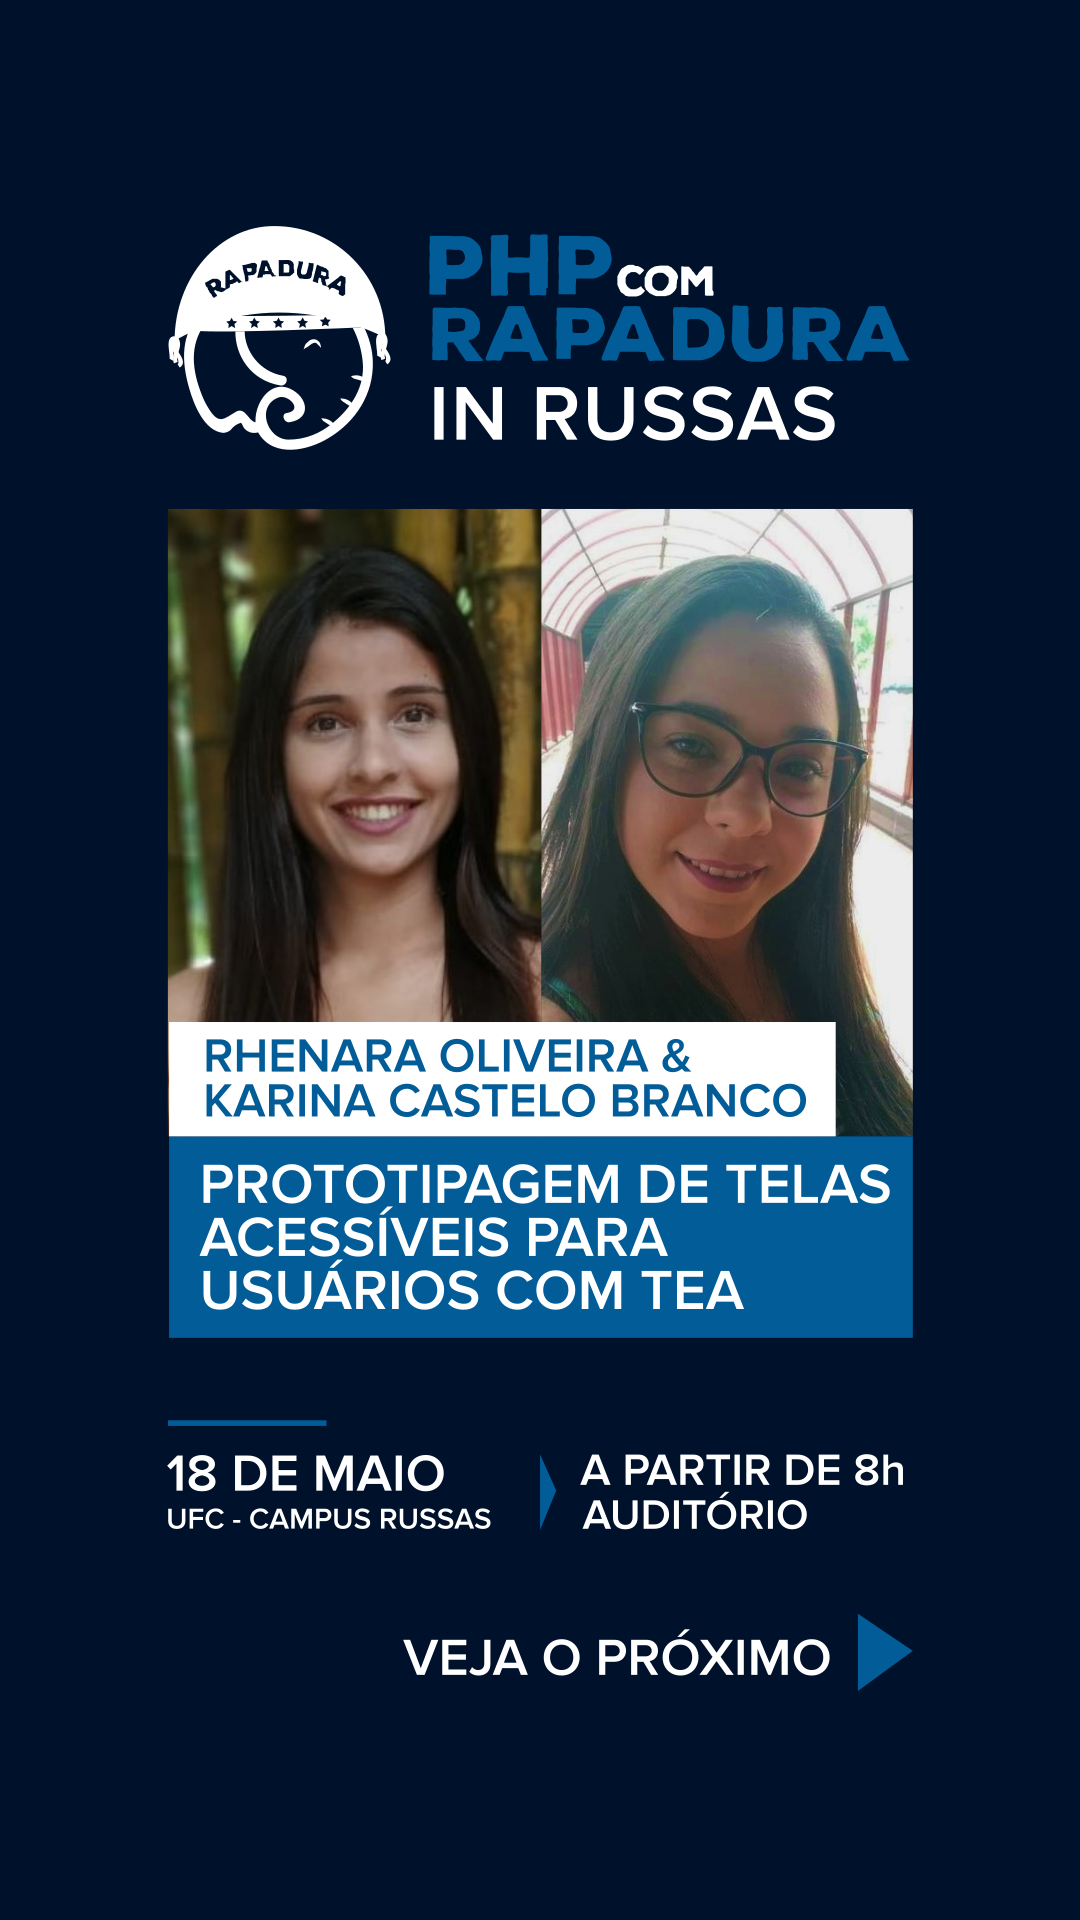 RAPADURA
PHP COM
RAPADURA
IN RUSSAS
RHENARA OLIVEIRA &
KARINA CASTELO BRANCO
PROTOTIPAGEM DE TELAS
ACESSÍVEIS PARA
USUÁRIOS COM TEA
18 DE MAIO
UFC - CAMPUS RUSSAS
A PARTIR DE 8h
AUDITÓRIO
VEJA O PRÓXIMO